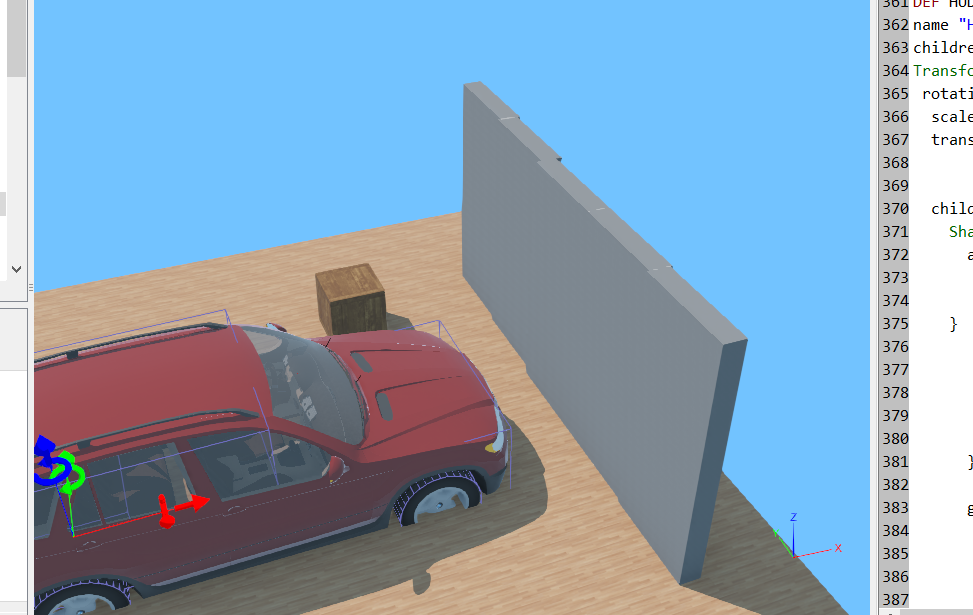 361 DEF HOD
362 name "H
363 childre
364 Transfo
365 rotati
366 scale
367 trans
368
369
370 child
371 Sha
372 a
373
374
375 }
376
377
378
379
380
381 }
382
383 g
384
385
386
387
Z
X